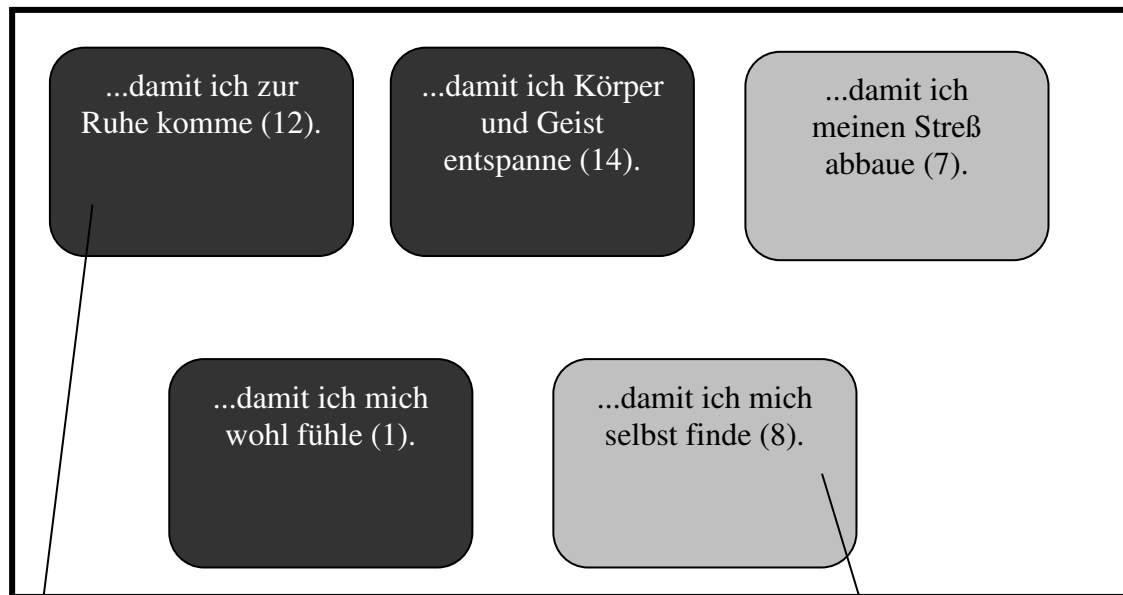 ...damit ich zur
Ruhe komme (12).
...damit ich Körper
und Geist
entspanne (14).
...damit ich
meinen Streß
abbaue (7).
...damit ich mich
wohl fühle (1).
...damit ich mich
selbst finde (8).